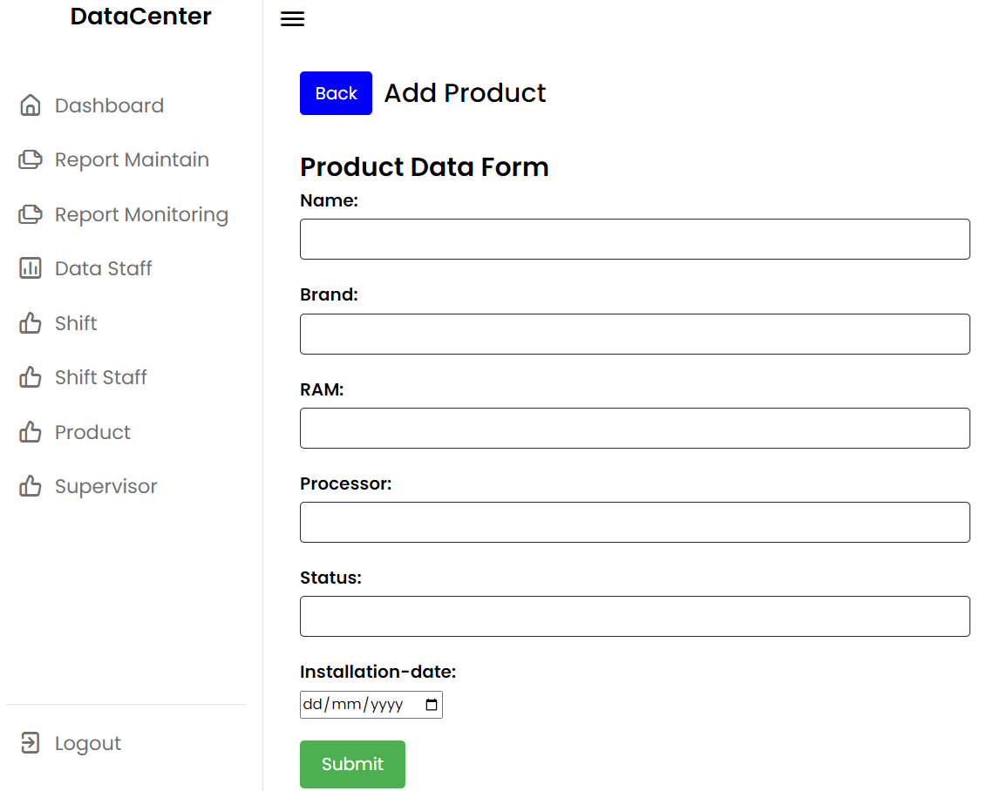 DataCenter
Dashboard
Report Maintain
Report Monitoring
Data Staff
Shift
Shift Staff
Product
Supervisor
Logout
Back
Add Product
Product Data Form
Name:
Brand:
RAM:
Processor:
Status:
Installation-date:
dd/mm/yyyy
Submit